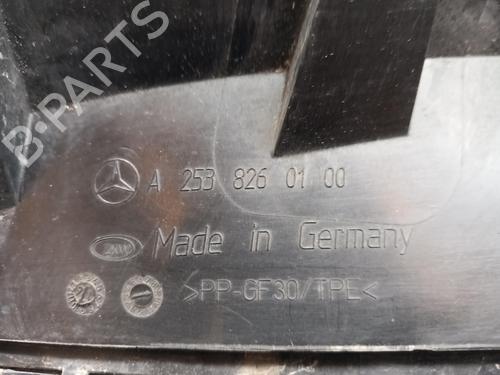 B-PARTS
A 253 826 01 00
Made in Germany
>PP-GF30/TPE<